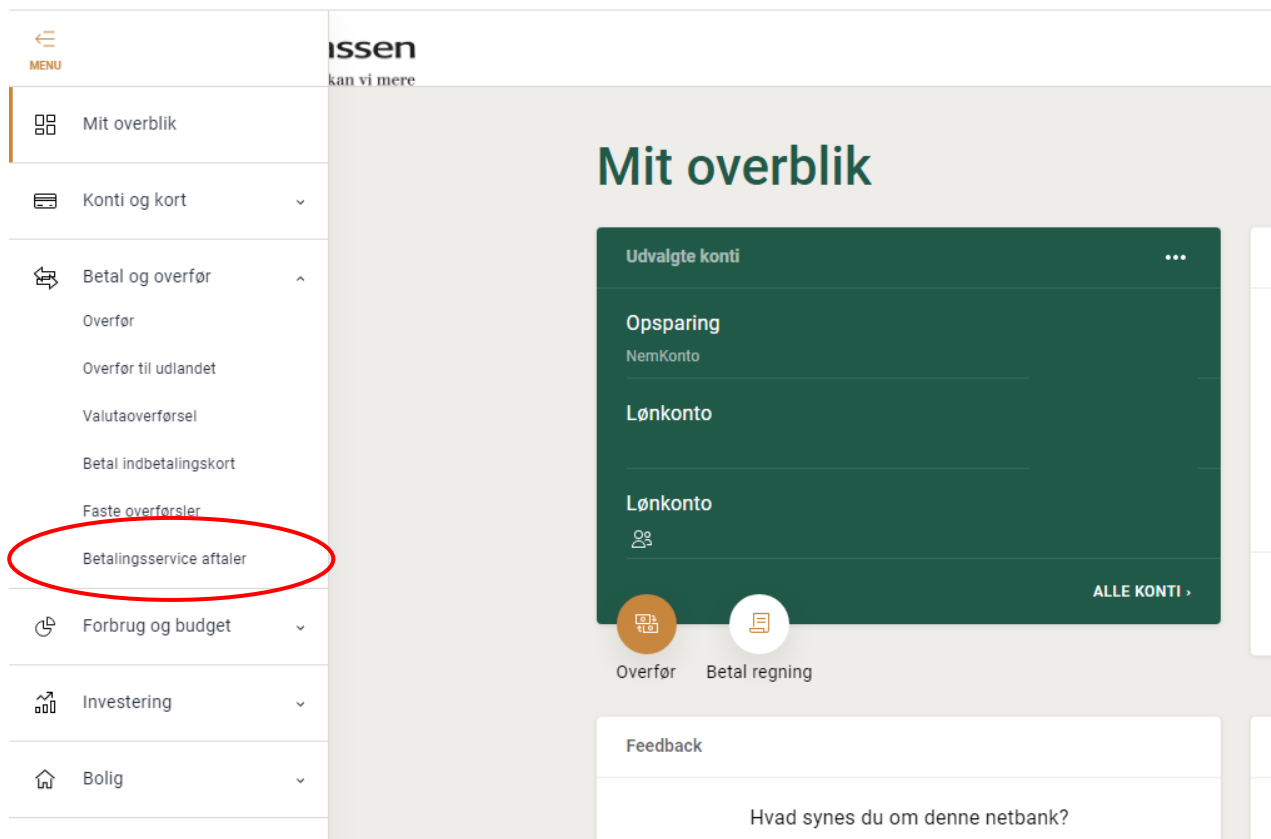 MENU
Mit overblik
Konti og kort
Betal og overfør
Overfør
Overfør til udlandet
Valutaoverførsel
Betal indbetalingskort
Faste overførsler
Betalingsservice aftaler
Forbrug og budget
Investering
Bolig
ssen
kan vi mere
Mit overblik
Udvalgte konti
Opsparing
NemKonto
Lønkonto
Lønkonto
ALLE KONTI ›
Overfør
Betal regning
Feedback
Hvad synes du om denne netbank?